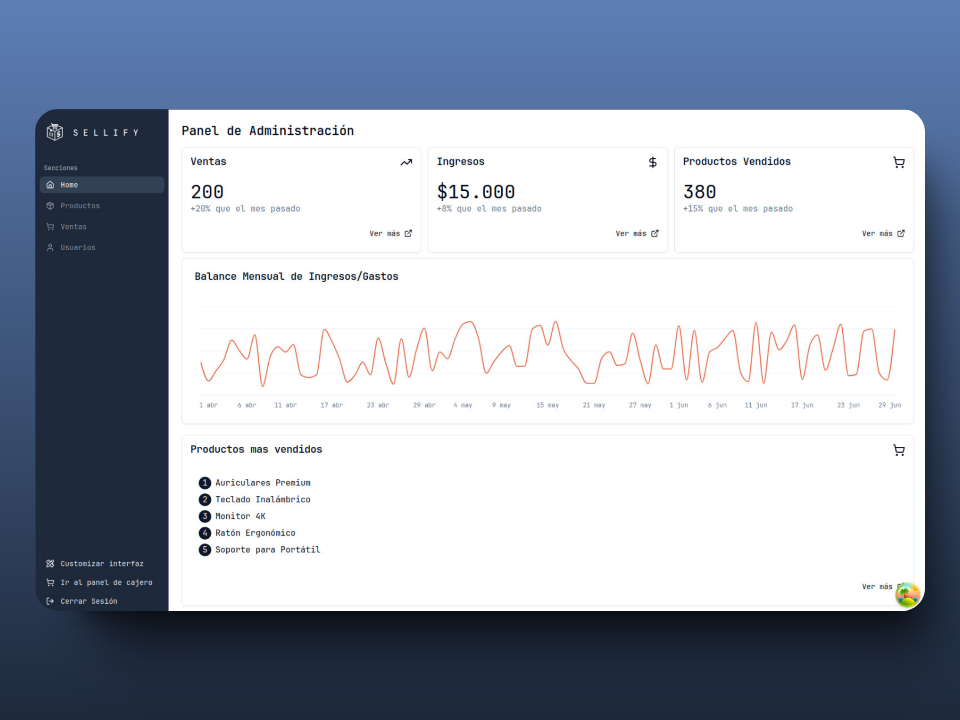 SELLIFY
Secciones
Home
Productos
Ventas
Usuarios
Customizar interfaz
Ir al panel de cajero
Cerrar Sesión
Panel de Administración
Ventas
200
+20% que el mes pasado
Ver más
Ingresos
$
$15.000
+8% que el mes pasado
Ver más
Productos Vendidos
380
+15% que el mes pasado
Ver más
Balance Mensual de Ingresos/Gastos
1 abr 6 abr 11 abr 17 abr 23 abr 29 abr 4 may 9 may 15 may 21 may 27 may 1 jun 6 jun 11 jun 17 jun 23 jun 29 jun
Productos mas vendidos
1 Auriculares Premium
2 Teclado Inalámbrico
3 Monitor 4K
4 Ratón Ergonómico
5 Soporte para Portátil
Ver más